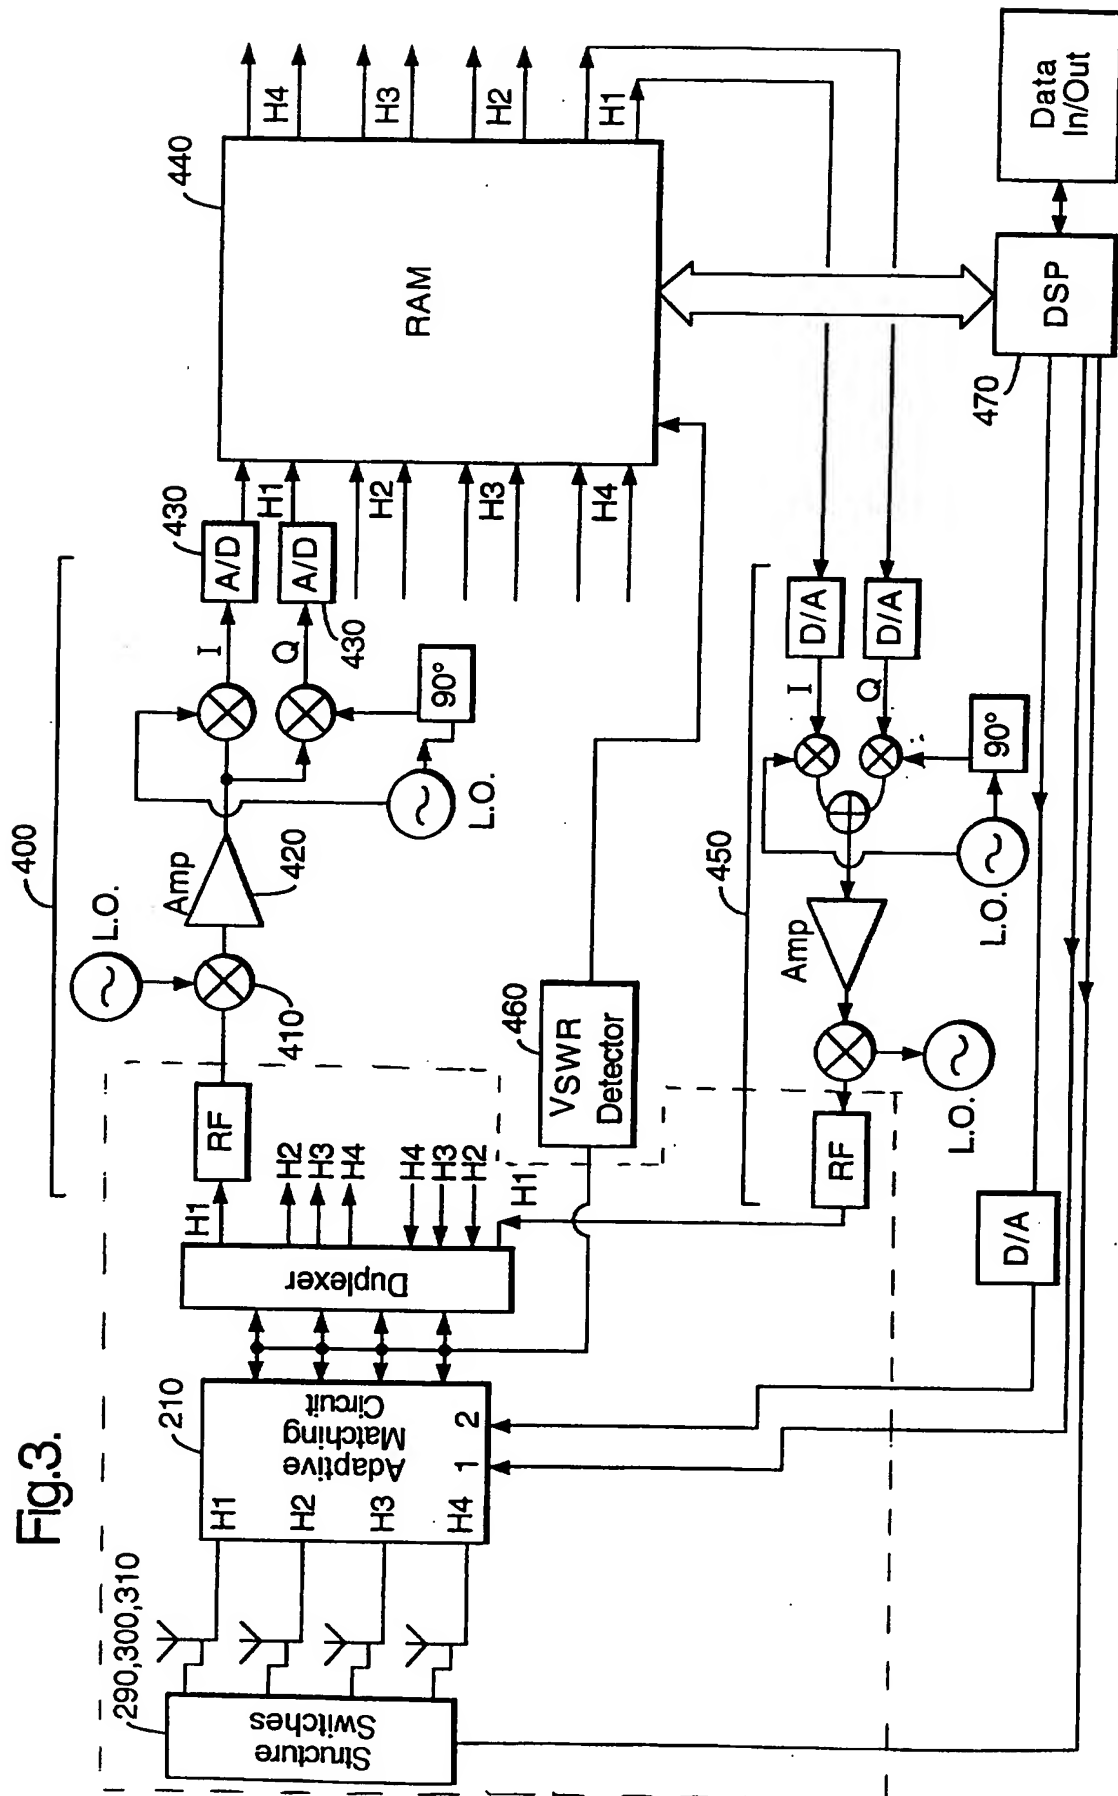 Fig.3.
290,300,310
Structure
Switches
210
H1
H2
H3
H4
Adaptive
Matching
Circuit
1
2
Duplexer
H1
H2
H3
H4
H4
H3
H2
H1
RF
400
L.O.
410
Amp
420
L.O.
90°
I
Q
430
A/D
A/D
430
H1
H2
H3
H4
440
RAM
H4
H3
H2
H1
460
VSWR
Detector
450
RF
L.O.
Amp
L.O.
90°
I
Q
D/A
D/A
D/A
470
DSP
Data
In/Out